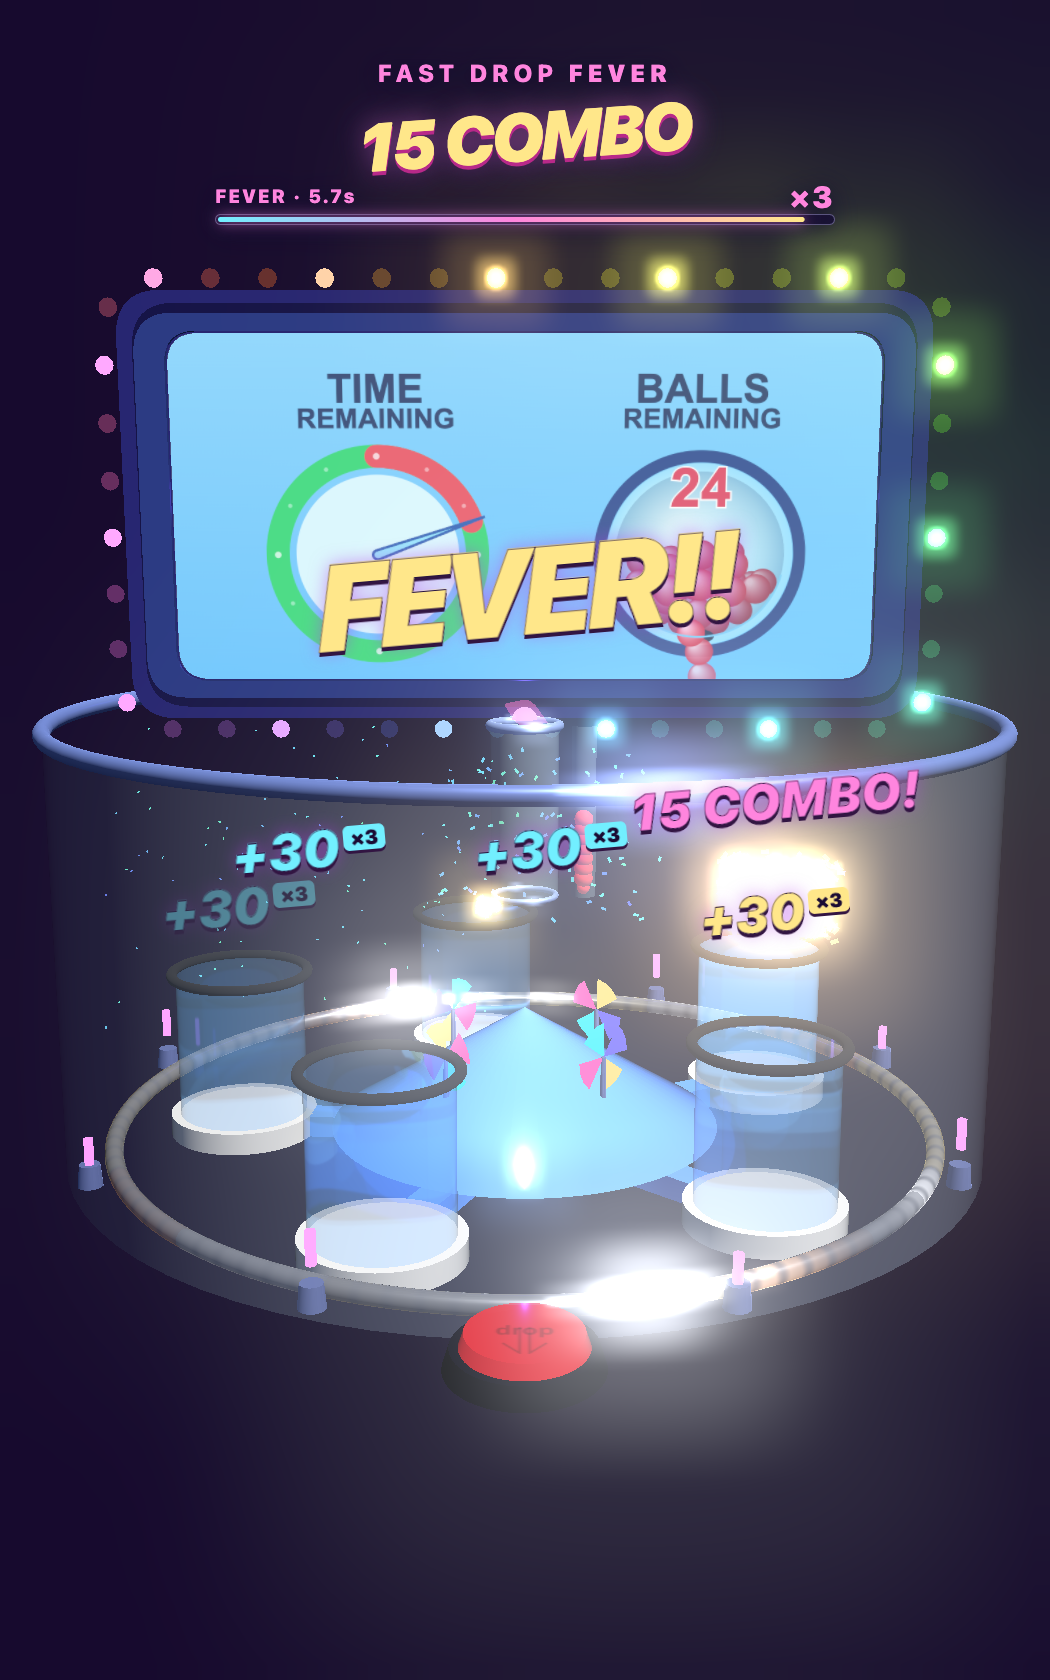 FAST DROP FEVER
15 COMBO
FEVER · 5.7s
×3
TIME
REMAINING
BALLS
REMAINING
24
FEVER!!
15 COMBO!
+30 ×3
+30 ×3
+30 ×3
+30 ×3
drop